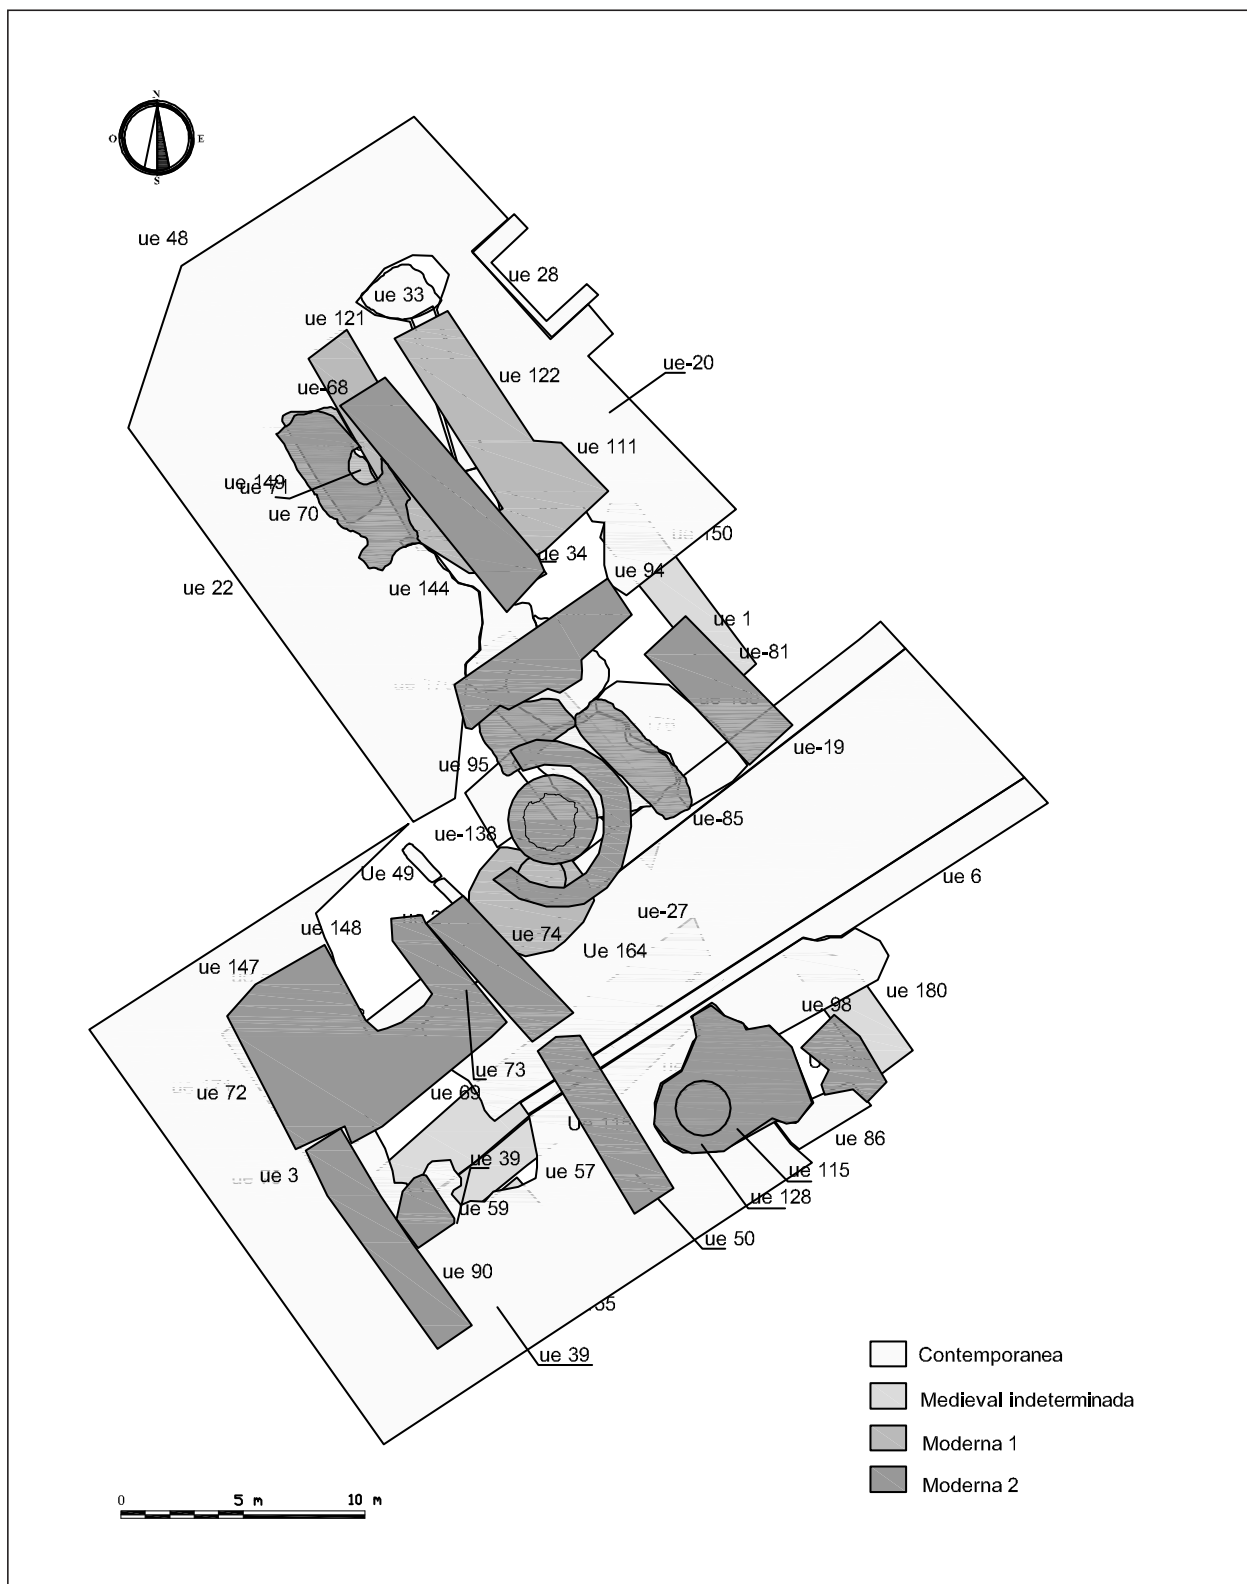 N
O E
S
ue 48
ue 28
ue 33
ue 121
ue-20
ue 122
ue-68
ue 111
ue 149
ue 71
ue 70
ue 34
ue 94
ue 22
ue 144
ue 1
ue-81
ue-19
ue 95
ue-85
ue-138
Ue 49
ue 6
ue-27
ue 148
ue 74
Ue 164
ue 147
ue 180
ue 98
ue 73
ue 72
ue 69
ue 86
ue 39
ue 3
ue 57
ue 115
ue 128
ue 59
ue 50
ue 90
ue 39
Contemporanea
Medieval indeterminada
Moderna 1
Moderna 2
0 5 m 10 m